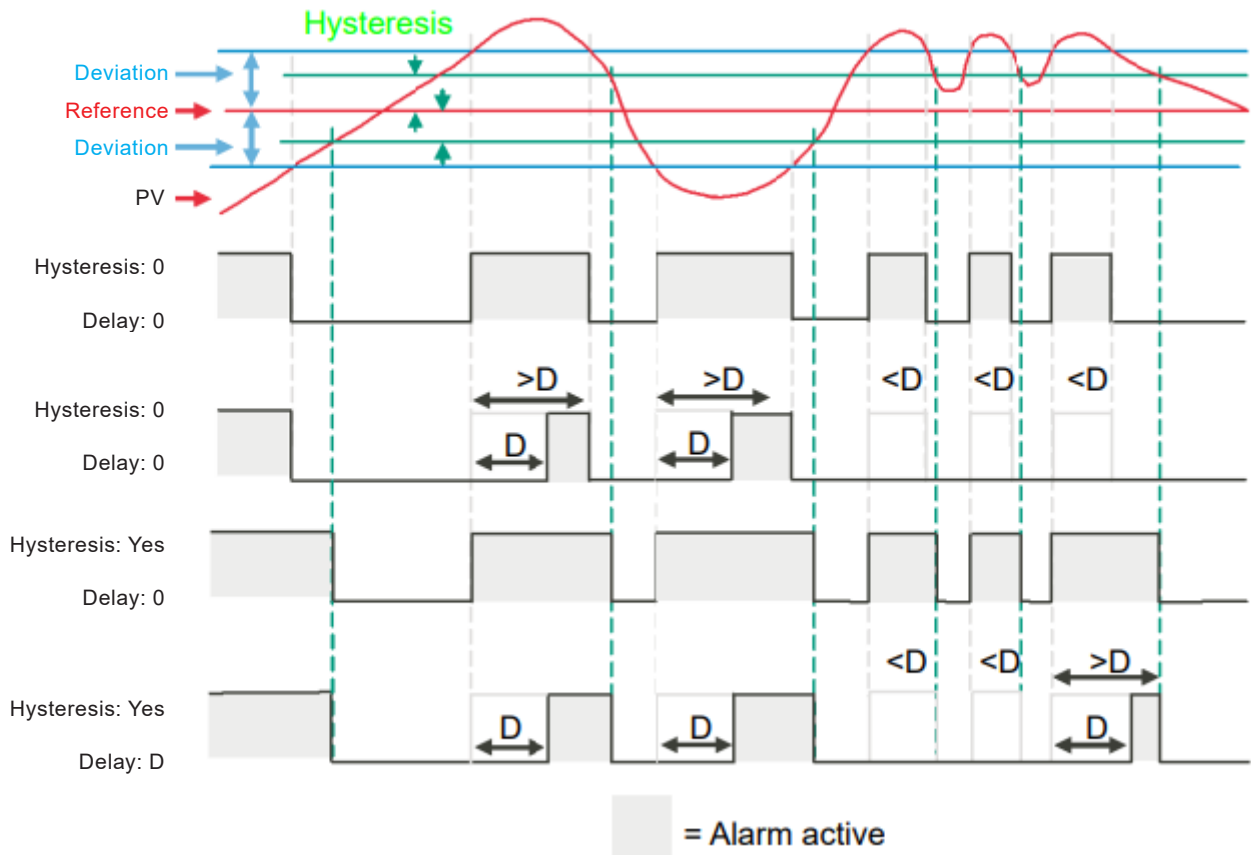 Hysteresis
Deviation
Reference
Deviation
PV
Hysteresis: 0
Delay: 0
>D >D <D <D <D
Hysteresis: 0
D D
Delay: 0
Hysteresis: Yes
Delay: 0
<D <D >D
Hysteresis: Yes
D D D
Delay: D
= Alarm active